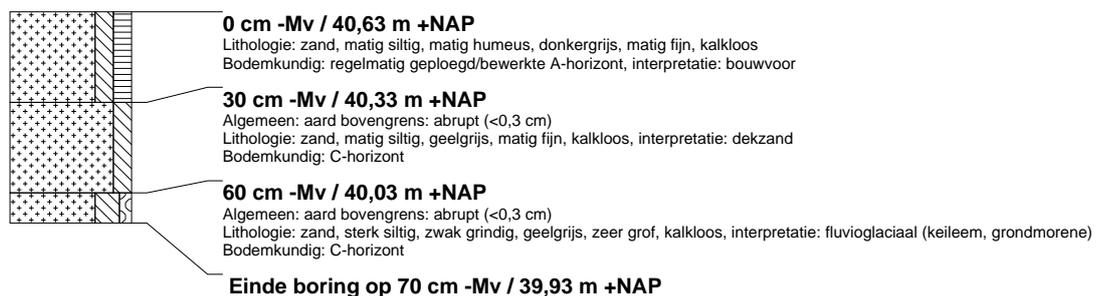 0 cm -Mv / 40,63 m +NAP
Lithologie: zand, matig siltig, matig humeus, donkergrijs, matig fijn, kalkloos
Bodemkundig: regelmatig geploegd/bewerkte A-horizont, interpretatie: bouwvoor
30 cm -Mv / 40,33 m +NAP
Algemeen: aard bovengrens: abrupt (<0,3 cm)
Lithologie: zand, matig siltig, geelgrijs, matig fijn, kalkloos, interpretatie: dekzand
Bodemkundig: C-horizont
60 cm -Mv / 40,03 m +NAP
Algemeen: aard bovengrens: abrupt (<0,3 cm)
Lithologie: zand, sterk siltig, zwak grindig, geelgrijs, zeer grof, kalkloos, interpretatie: fluvioglaciaal (keileem, grondmorene)
Bodemkundig: C-horizont
Einde boring op 70 cm -Mv / 39,93 m +NAP